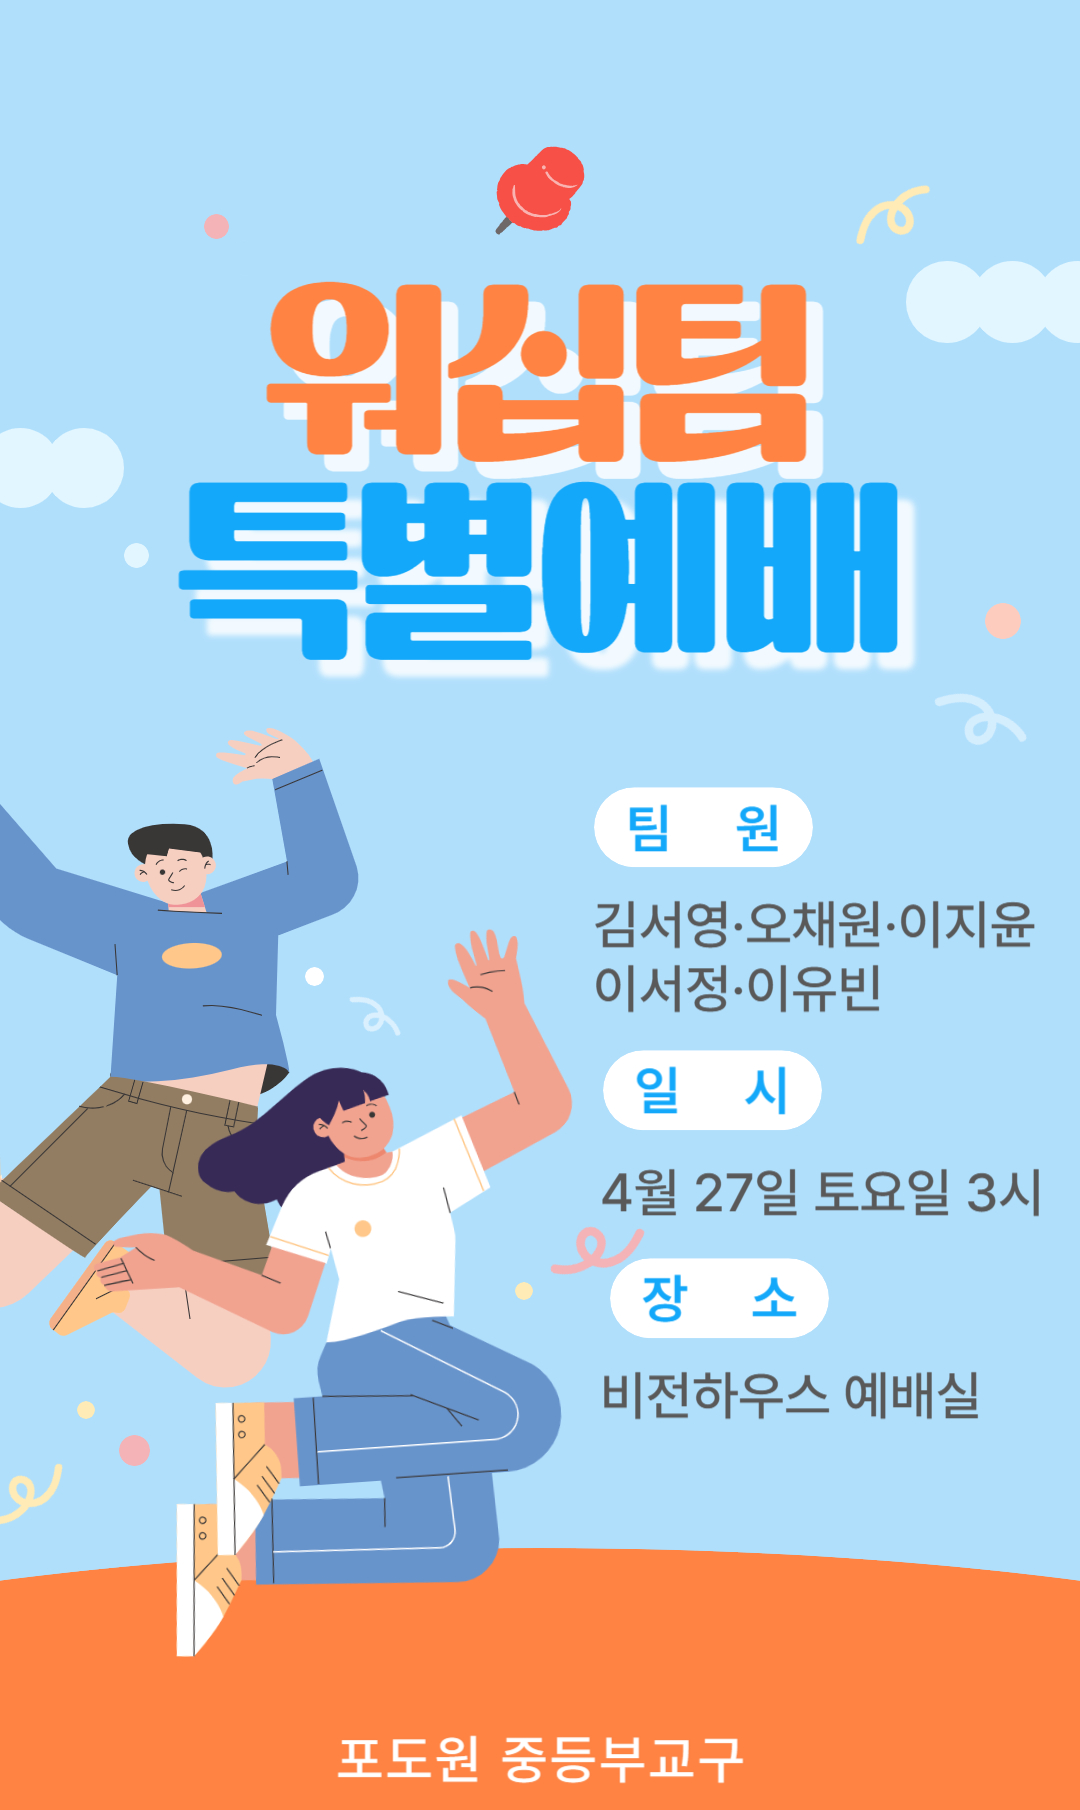 워십팀
특별예배
팀 원
김서영·오채원·이지윤
이서정·이유빈
일 시
4월 27일 토요일 3시
장 소
비전하우스 예배실
포도원 중등부교구